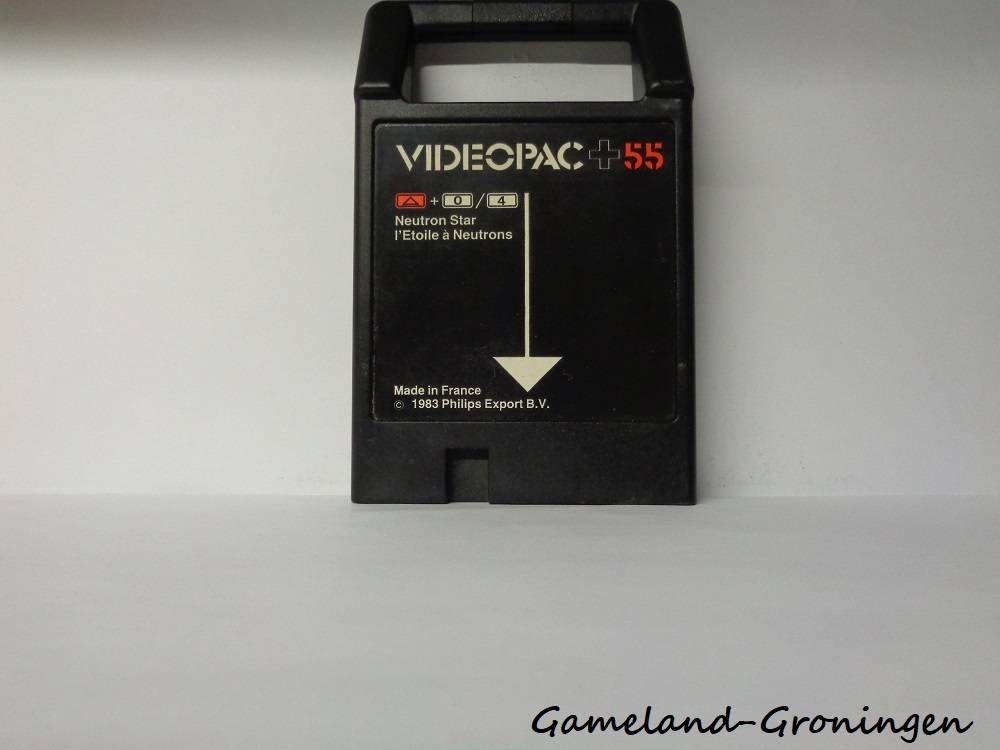 VIDEOPAC+55
+ 0 / 4
Neutron Star
l'Etoile à Neutrons
Made in France
© 1983 Philips Export B.V.
Gameland-Groningen